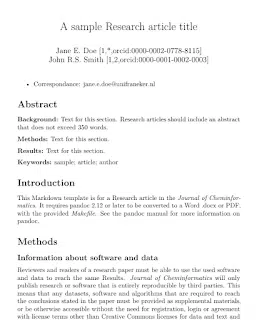 A sample Research article title
Jane E. Doe [1,*,orcid:0000-0002-0778-8115]
John R.S. Smith [1,2,orcid:0000-0001-0002-0003]
• Correspondance: jane.e.doe@unifraneker.nl
Abstract
Background: Text for this section. Research articles should include an abstract
that does not exceed 350 words.
Methods: Text for this section.
Results: Text for this section.
Keywords: sample; article; author
Introduction
This Markdown template is for a Research article in the Journal of Cheminfor-
matics. It requires pandoc 2.12 or later to be converted to a Word .docx or PDF.
with the provided Makefile. See the pandoc manual for more information on
pandoc.
Methods
Information about software and data
Reviewers and readers of a research paper must be able to use the used software
and data to reach the same Results. Journal of Cheminformatics will only
publish research or software that is entirely reproducible by third parties. This
means that any datasets, software and algorithms that are required to reach
the conclusions stated in the paper must be provided as supplemental materials,
or be otherwise accessible without the need for registration, login or agreement
with license terms other than Creative Commons licenses for data and text and